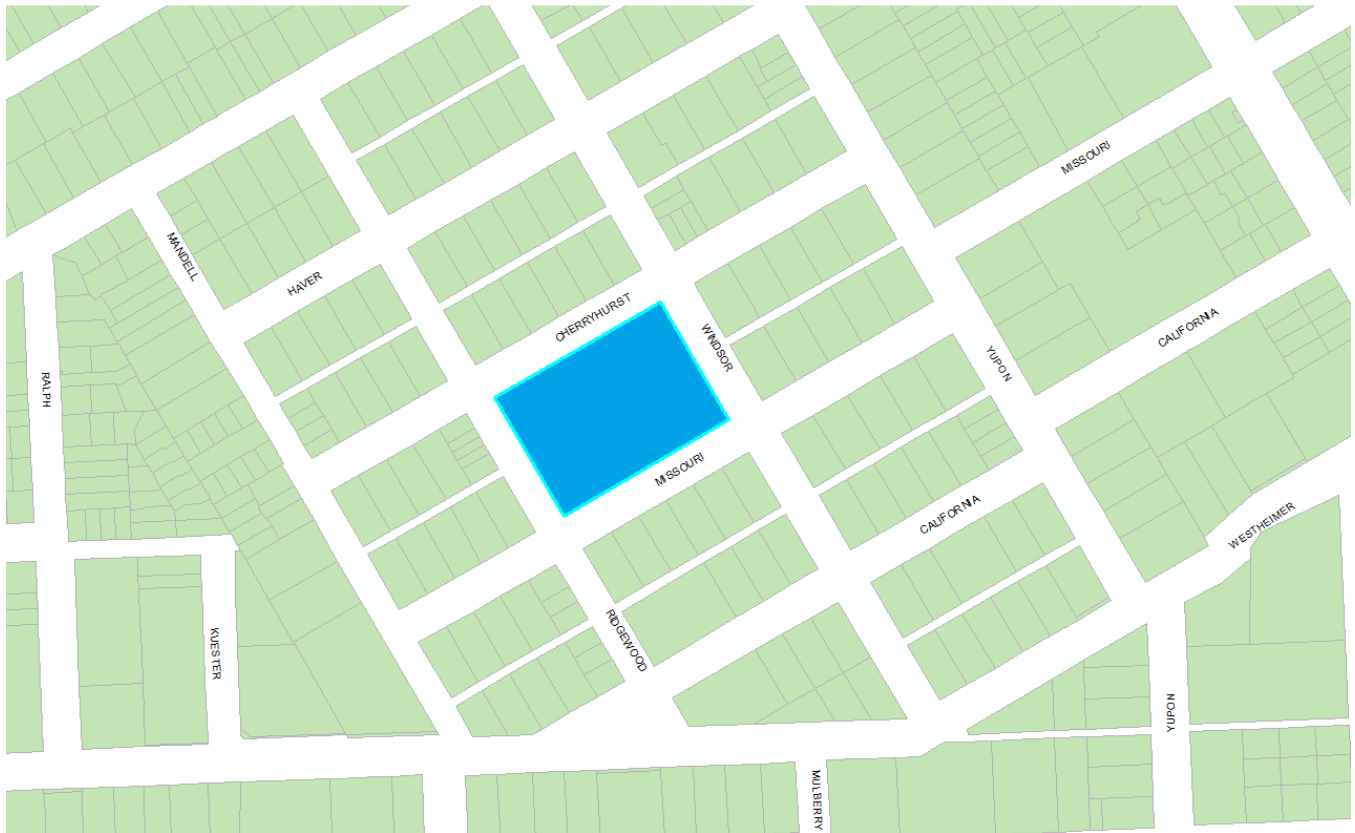 MISSOURI
MANDELL
HAVER
CHERRYHURST
CALIFORNIA
WINDSOR
YUPON
RALPH
MISSOURI
CALIFORNIA
WESTHEIMER
RIDGEWOOD
KUESTER
YUPON
MULBERRY